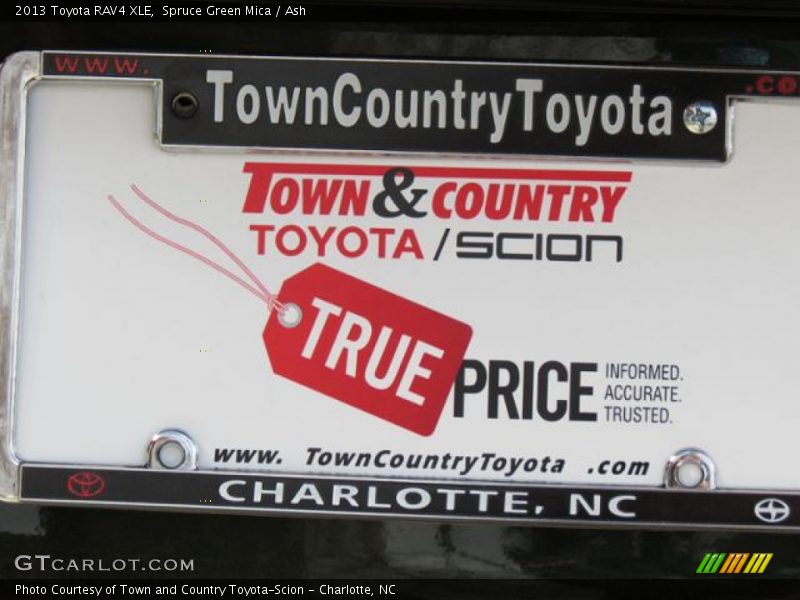 2013 Toyota RAV4 XLE, Spruce Green Mica / Ash
www. .co
TownCountryToyota
TOWN & COUNTRY
TOYOTA / SCION
TRUE
PRICE
INFORMED.
ACCURATE.
TRUSTED.
www. TownCountryToyota .com
CHARLOTTE, NC
GTCARLOT.COM
Photo Courtesy of Town and Country Toyota-Scion - Charlotte, NC